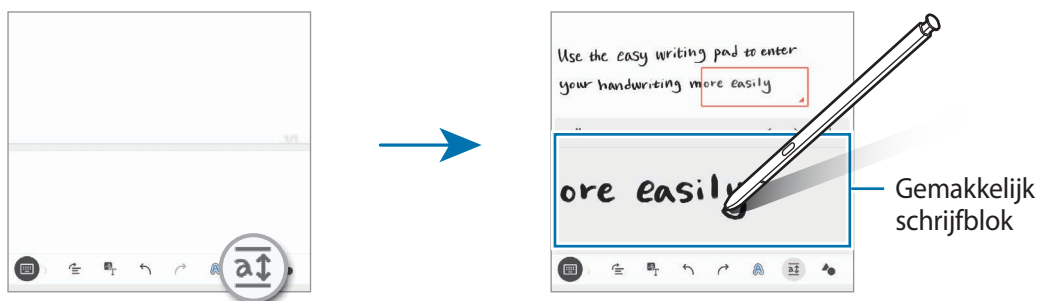 Use the easy writing pad to enter
your handwriting more easily
ore easily
Gemakkelijk
schrijfblok